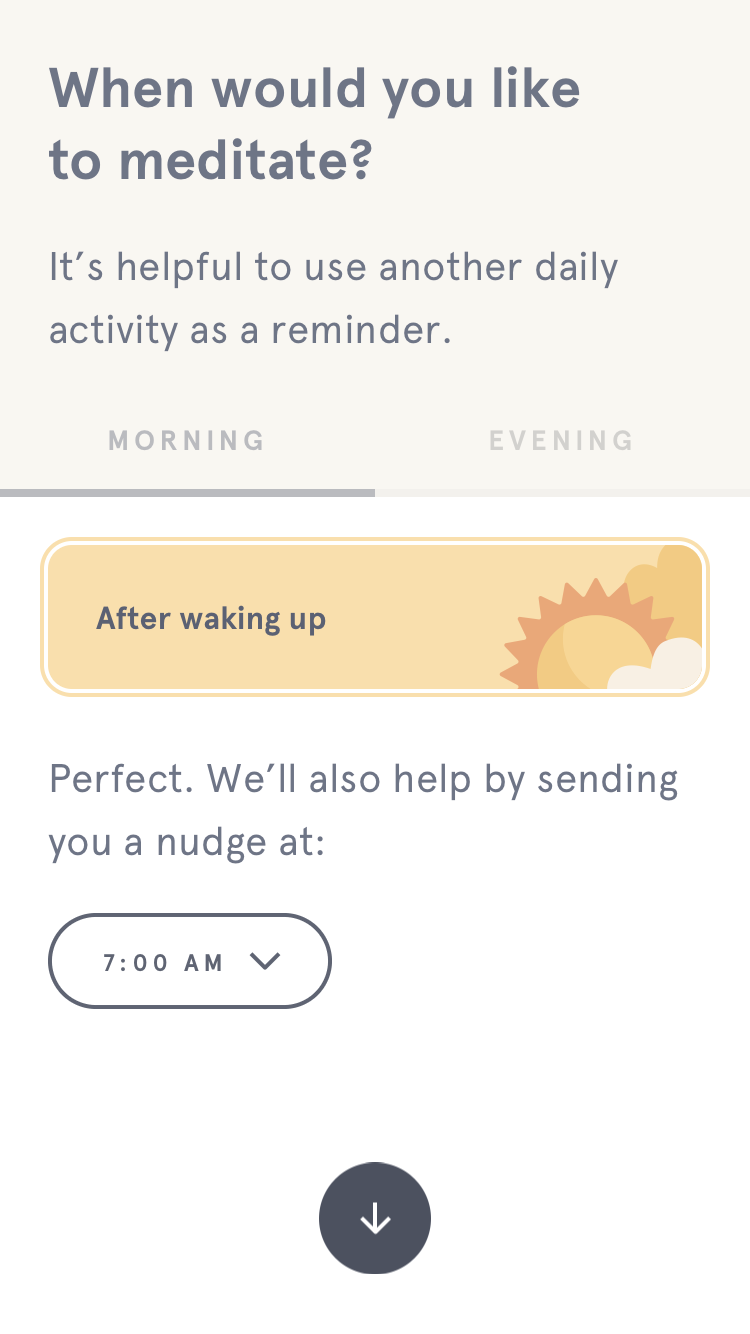 When would you like
to meditate?
It’s helpful to use another daily
activity as a reminder.
MORNING
EVENING
After waking up
Perfect. We’ll also help by sending
you a nudge at:
7:00 AM